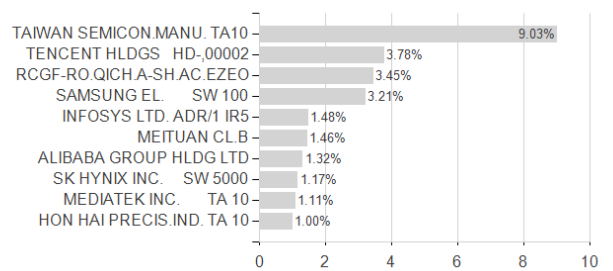 TAIWAN SEMICON.MANU. TA10 9.03%
TENCENT HLDGS HD-,00002 3.78%
RCGF-RO.QICH.A-SH.AC.EZEO 3.45%
SAMSUNG EL. SW 100 3.21%
INFOSYS LTD. ADR/1 IR5 1.48%
MEITUAN CL.B 1.46%
ALIBABA GROUP HLDG LTD 1.32%
SK HYNIX INC. SW 5000 1.17%
MEDIATEK INC. TA 10 1.11%
HON HAI PRECIS.IND. TA 10 1.00%
0 2 4 6 8 10